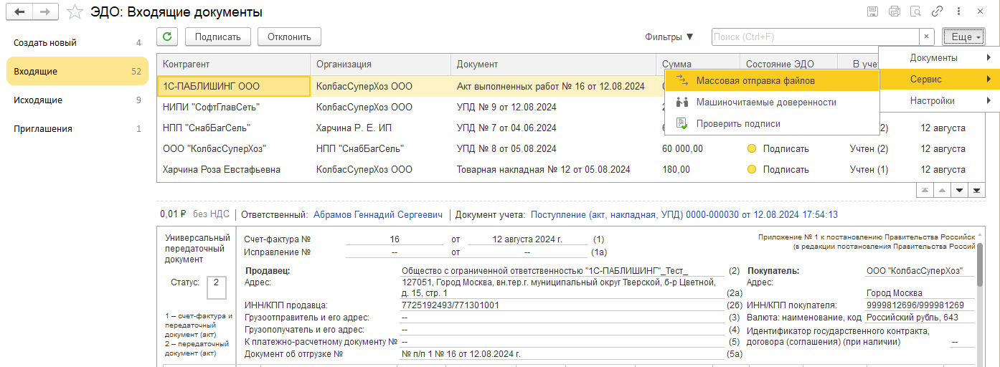 ЭДО: Входящие документы
Создать новый 4
Входящие 52
Исходящие 9
Приглашения 1
Подписать Отклонить Фильтры ▼ Поиск (Ctrl+F) × Еще
Документы
Сервис
Настройки
Массовая отправка файлов
Машиночитаемые доверенности
Проверить подписи
Контрагент Организация Документ Сумма Состояние ЭДО В учет
1С-ПАБЛИШИНГ ООО КолбасСуперХоз ООО Акт выполненных работ № 16 от 12.08.2024
НИПИ "СофтГлавСеть" КолбасСуперХоз ООО УПД № 9 от 12.08.2024
НПП "СнабБагСель" Харчина Р. Е. ИП УПД № 7 от 04.06.2024 (2) 12 августа
ООО "КолбасСуперХоз" НПП "СнабБагСель" УПД № 8 от 05.08.2024 60 000,00 Подписать Учтен (2) 12 августа
Харчина Роза Евстафьевна КолбасСуперХоз ООО Товарная накладная № 12 от 05.08.2024 180,00 Подписать Учтен (1) 12 августа
0,01 ₽ без НДС Ответственный: Абрамов Геннадий Сергеевич Документ учета: Поступление (акт, накладная, УПД) 0000-000030 от 12.08.2024 17:54:13
Универсальный
передаточный
документ
Статус: 2
1 – счет-фактура и
передаточный
документ (акт)
2 – передаточный
документ (акт)
Счет-фактура № 16 от 12 августа 2024 г. (1)
Исправление № -- от -- (1а)
Приложение № 1 к постановлению Правительства Российск
(в редакции постановления Правительства Россий
Продавец: Общество с ограниченной ответственностью "1С-ПАБЛИШИНГ"_Тест_ (2)
Адрес: 127051, Город Москва, вн.тер.г. муниципальный округ Тверской, б-р Цветной,
д. 15, стр. 1 (2а)
ИНН/КПП продавца: 7725192493/771301001 (2б)
Грузоотправитель и его адрес: -- (3)
Грузополучатель и его адрес: -- (4)
К платежно-расчетному документу № -- (5)
Документ об отгрузке № № п/п 1 № 16 от 12.08.2024 г. (5а)
Покупатель: ООО "КолбасСуперХоз"
Адрес:
Город Москва
ИНН/КПП покупателя: 9999812696/999981269
Валюта: наименование, код Российский рубль, 643
Идентификатор государственного контракта,
договора (соглашения) (при наличии) --